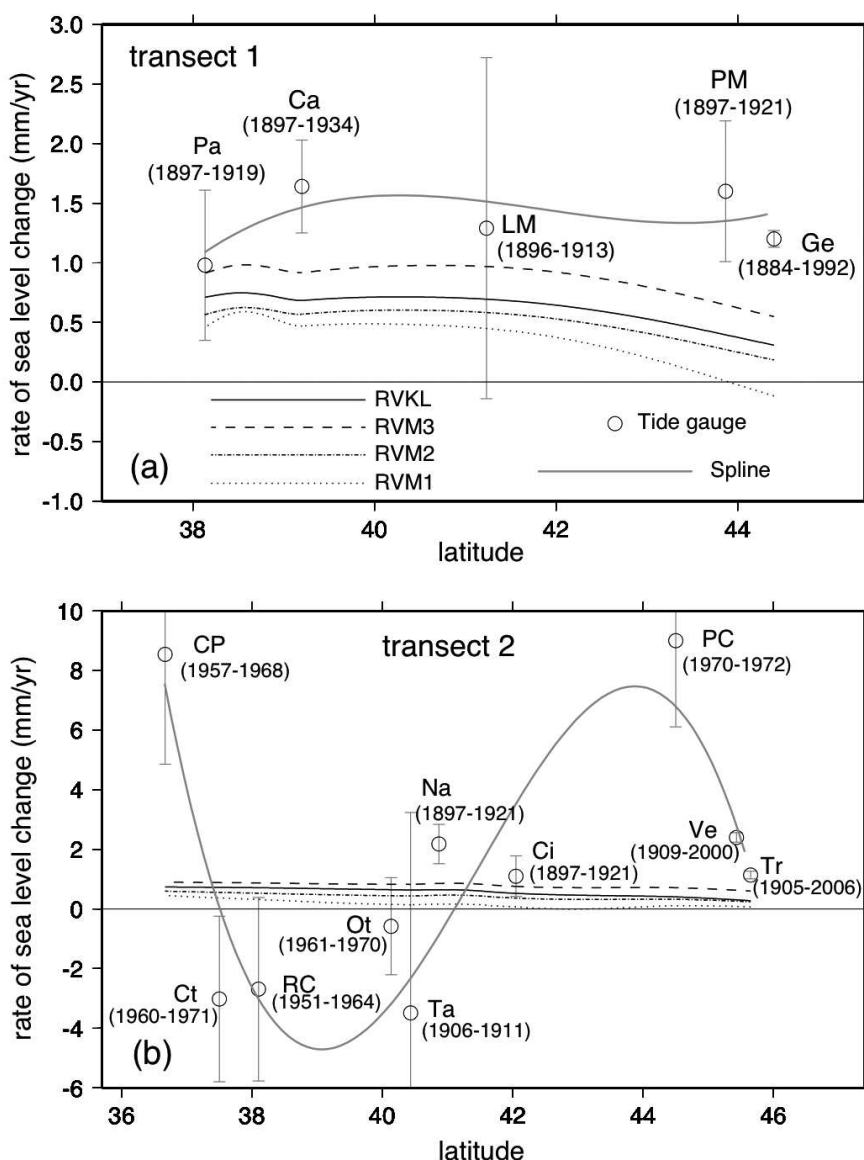 transect 1
rate of sea level change (mm/yr)
3.0
2.5
2.0
1.5
1.0
0.5
0.0
-0.5
-1.0
Pa
(1897-1919)
Ca
(1897-1934)
LM
(1896-1913)
PM
(1897-1921)
Ge
(1884-1992)
RVKL
RVM3
RVM2
RVM1
Tide gauge
Spline
(a)
38 40 42 44
latitude
transect 2
rate of sea level change (mm/yr)
10
8
6
4
2
0
-2
-4
-6
CP
(1957-1968)
PC
(1970-1972)
Na
(1897-1921)
Ci
(1897-1921)
Ve
(1909-2000)
Tr
(1905-2006)
Ot
(1961-1970)
Ct
(1960-1971)
RC
(1951-1964)
Ta
(1906-1911)
(b)
36 38 40 42 44 46
latitude